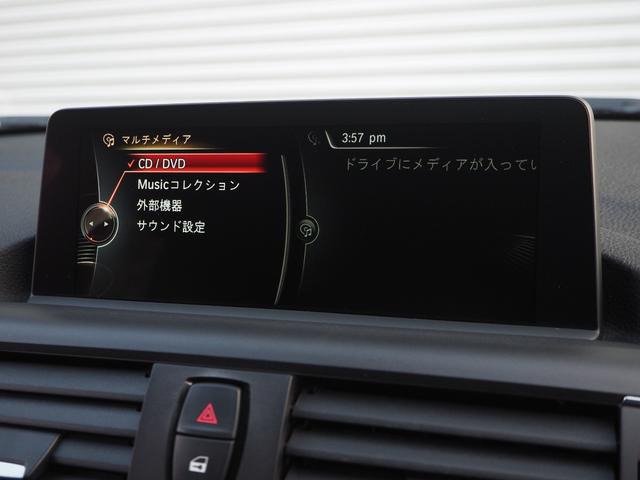 マルチメディア
CD / DVD
Musicコレクション
外部機器
サウンド設定
3:57 pm
ドライブにメディアが入ってい